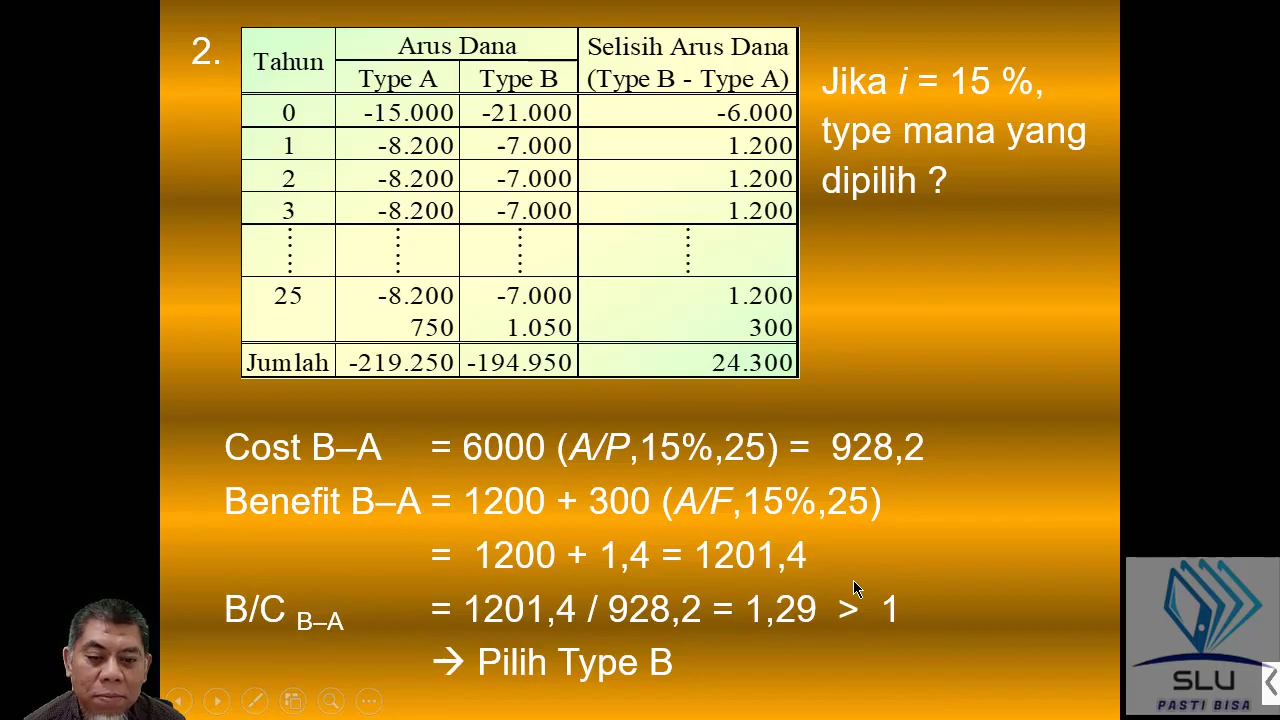 2.
Tahun Arus Dana Selisih Arus Dana
Type A Type B (Type B - Type A)
0 -15.000 -21.000 -6.000
1 -8.200 -7.000 1.200
2 -8.200 -7.000 1.200
3 -8.200 -7.000 1.200
25 -8.200 -7.000 1.200
750 1.050 300
Jumlah -219.250 -194.950 24.300
Jika i = 15 %,
type mana yang
dipilih ?
Cost B–A = 6000 (A/P,15%,25) = 928,2
Benefit B–A = 1200 + 300 (A/F,15%,25)
= 1200 + 1,4 = 1201,4
B/C B–A = 1201,4 / 928,2 = 1,29 > 1
→ Pilih Type B
SLU
PASTI BISA